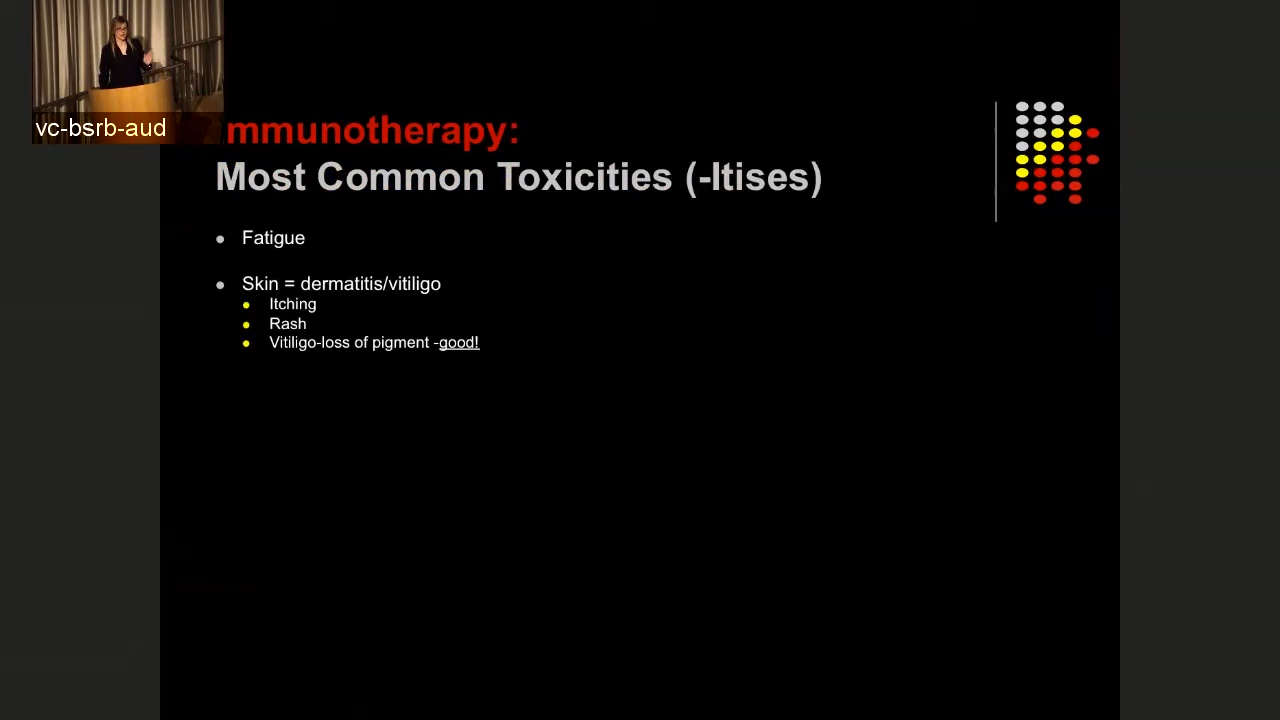 vc-bsrb-aud
mmunotherapy:
Most Common Toxicities (-Itises)
Fatigue
Skin = dermatitis/vitiligo
Itching
Rash
Vitiligo-loss of pigment -good!